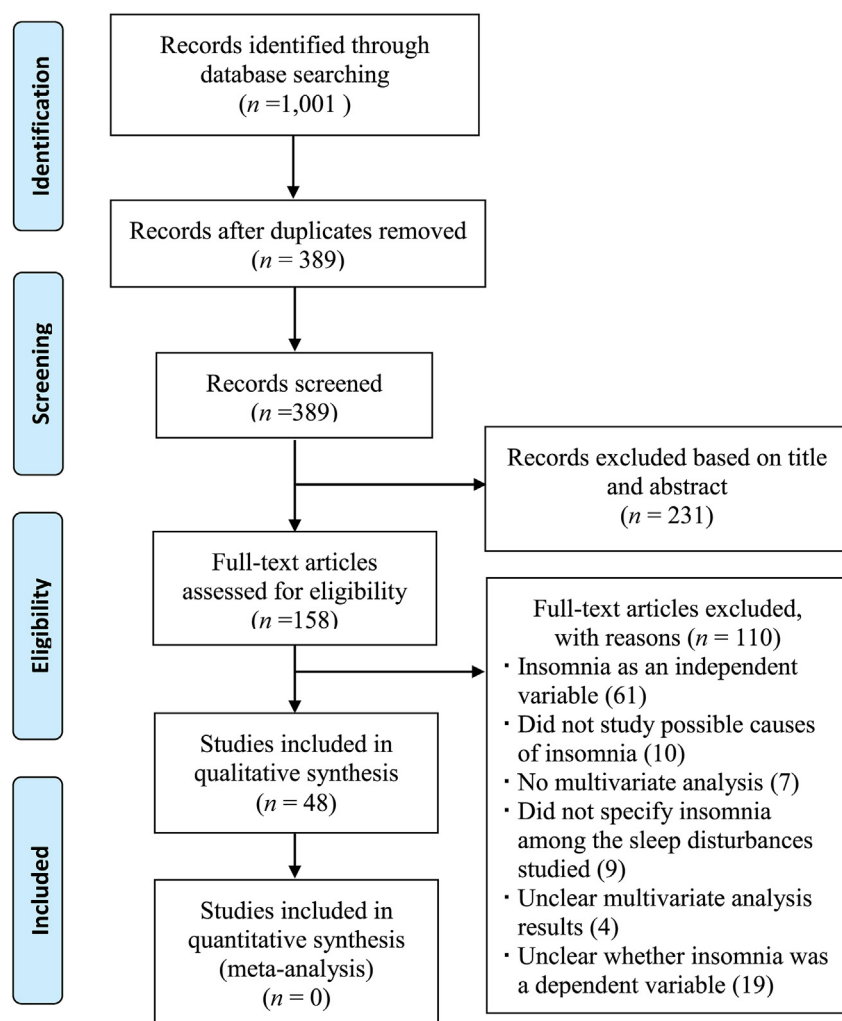 Identification
Records identified through
database searching
(n =1,001 )
Records after duplicates removed
(n = 389)
Screening
Records screened
(n =389)
Records excluded based on title
and abstract
(n = 231)
Eligibility
Full-text articles
assessed for eligibility
(n =158)
Full-text articles excluded,
with reasons (n = 110)
· Insomnia as an independent
variable (61)
· Did not study possible causes
of insomnia (10)
· No multivariate analysis (7)
· Did not specify insomnia
among the sleep disturbances
studied (9)
· Unclear multivariate analysis
results (4)
· Unclear whether insomnia was
a dependent variable (19)
Studies included in
qualitative synthesis
(n = 48)
Included
Studies included in
quantitative synthesis
(meta-analysis)
(n = 0)